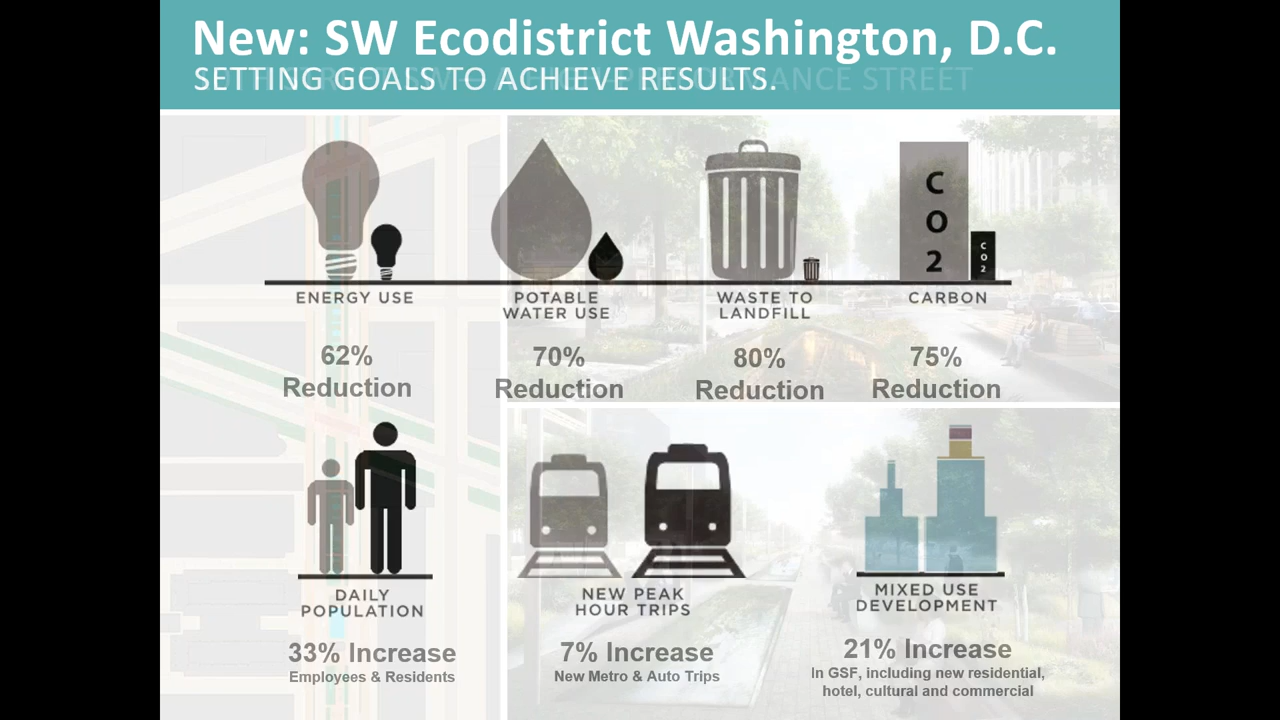 New: SW Ecodistrict Washington, D.C.
SETTING GOALS TO ACHIEVE RESULTS.
C
O
2
C
O
2
ENERGY USE
POTABLE
WATER USE
WASTE TO
LANDFILL
CARBON
62%
Reduction
70%
Reduction
80%
Reduction
75%
Reduction
DAILY
POPULATION
NEW PEAK
HOUR TRIPS
MIXED USE
DEVELOPMENT
33% Increase
Employees & Residents
7% Increase
New Metro & Auto Trips
21% Increase
In GSF, including new residential,
hotel, cultural and commercial